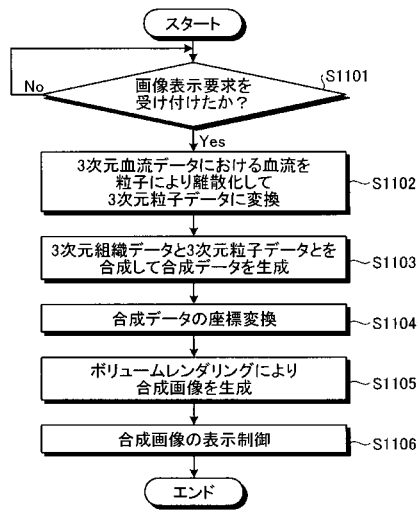 スタート
No
画像表示要求を
受け付けたか？
S1101
Yes
3次元血流データにおける血流を
粒子により離散化して
3次元粒子データに変換
S1102
3次元組織データと3次元粒子データとを
合成して合成データを生成
S1103
合成データの座標変換
S1104
ボリュームレンダリングにより
合成画像を生成
S1105
合成画像の表示制御
S1106
エンド